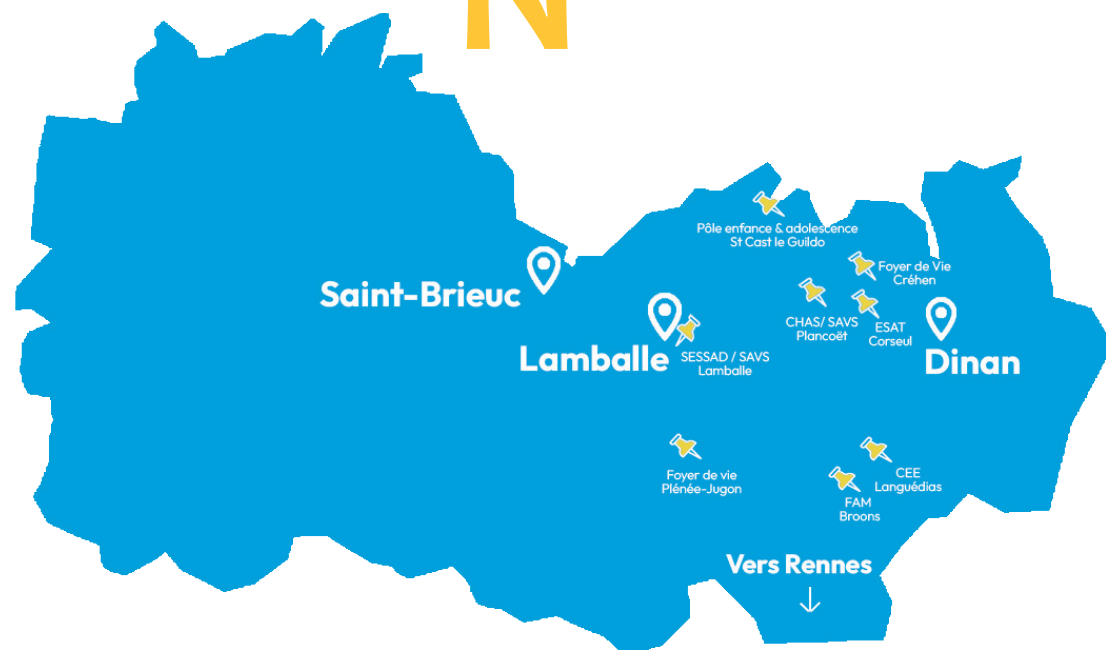 N
Pôle enfance & adolescence
St Cast le Guildo
Saint-Brieuc
Foyer de Vie
Créhen
CHAS/ SAVS
Plancoët
ESAT
Corseul
Lamballe
SESSAD / SAVS
Lamballe
Dinan
Foyer de vie
Plénée-Jugon
CEE
Languédias
FAM
Broons
Vers Rennes